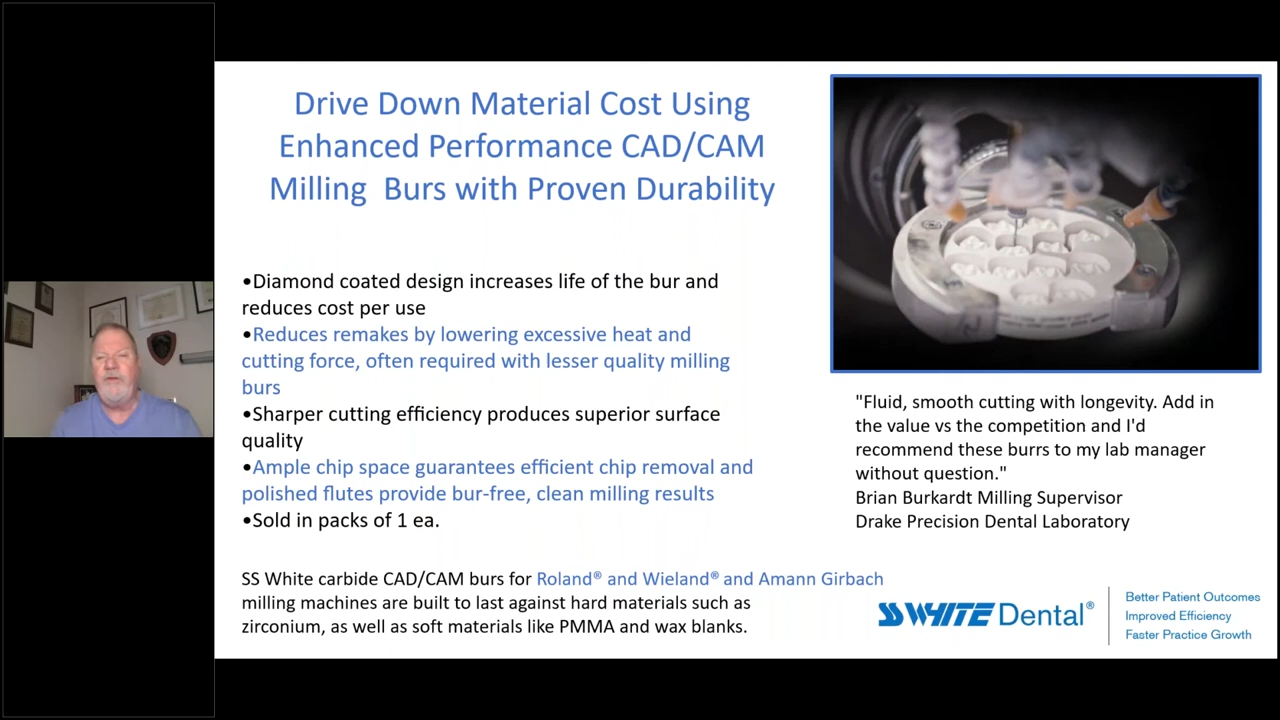 Drive Down Material Cost Using
Enhanced Performance CAD/CAM
Milling  Burs with Proven Durability
•Diamond coated design increases life of the bur and
reduces cost per use
•Reduces remakes by lowering excessive heat and
cutting force, often required with lesser quality milling
burs
•Sharper cutting efficiency produces superior surface
quality
•Ample chip space guarantees efficient chip removal and
polished flutes provide bur-free, clean milling results
•Sold in packs of 1 ea.
"Fluid, smooth cutting with longevity. Add in
the value vs the competition and I'd
recommend these burrs to my lab manager
without question."
Brian Burkardt Milling Supervisor
Drake Precision Dental Laboratory
SS White carbide CAD/CAM burs for Roland® and Wieland® and Amann Girbach
milling machines are built to last against hard materials such as
zirconium, as well as soft materials like PMMA and wax blanks.
SSWHITE Dental®
Better Patient Outcomes
Improved Efficiency
Faster Practice Growth